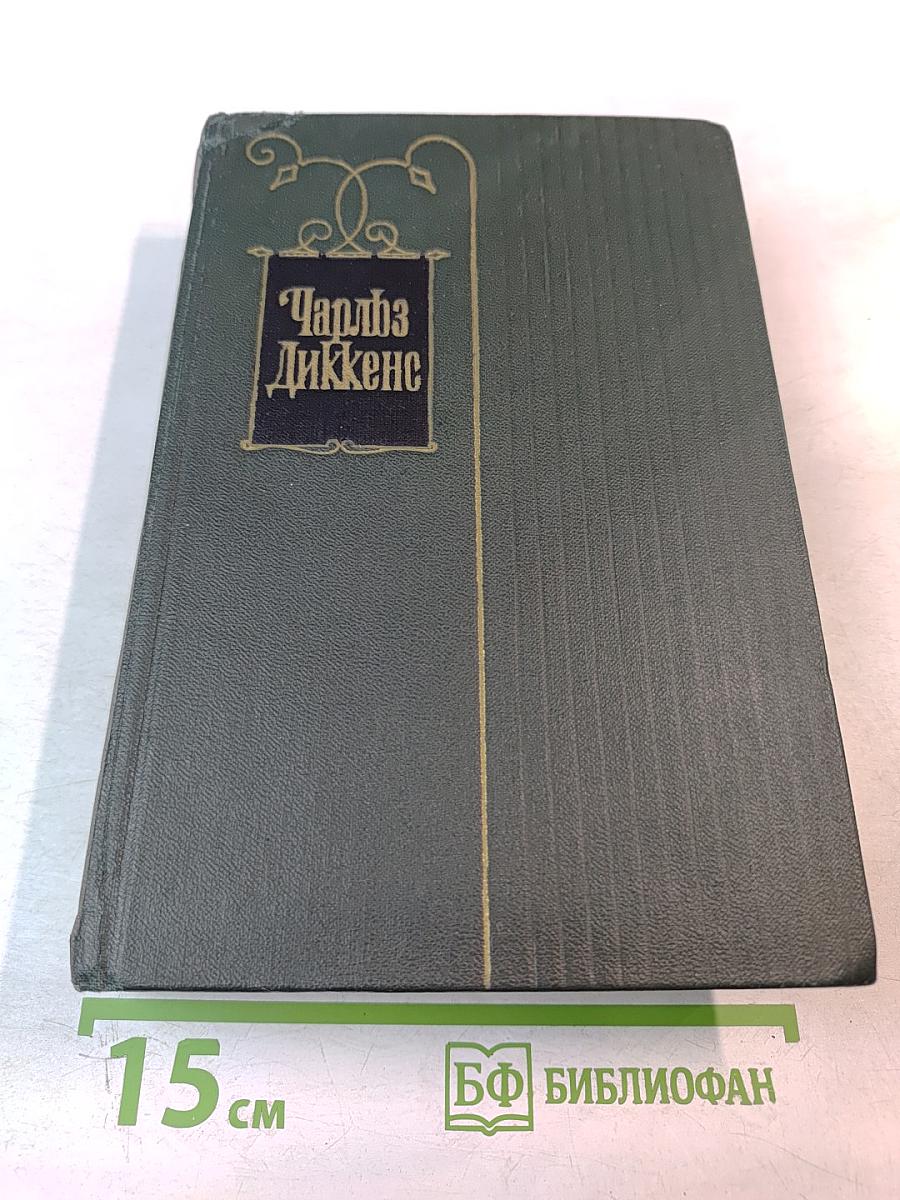 Чарльз
Диккенс
15 см
БФ БИБЛИОФАН